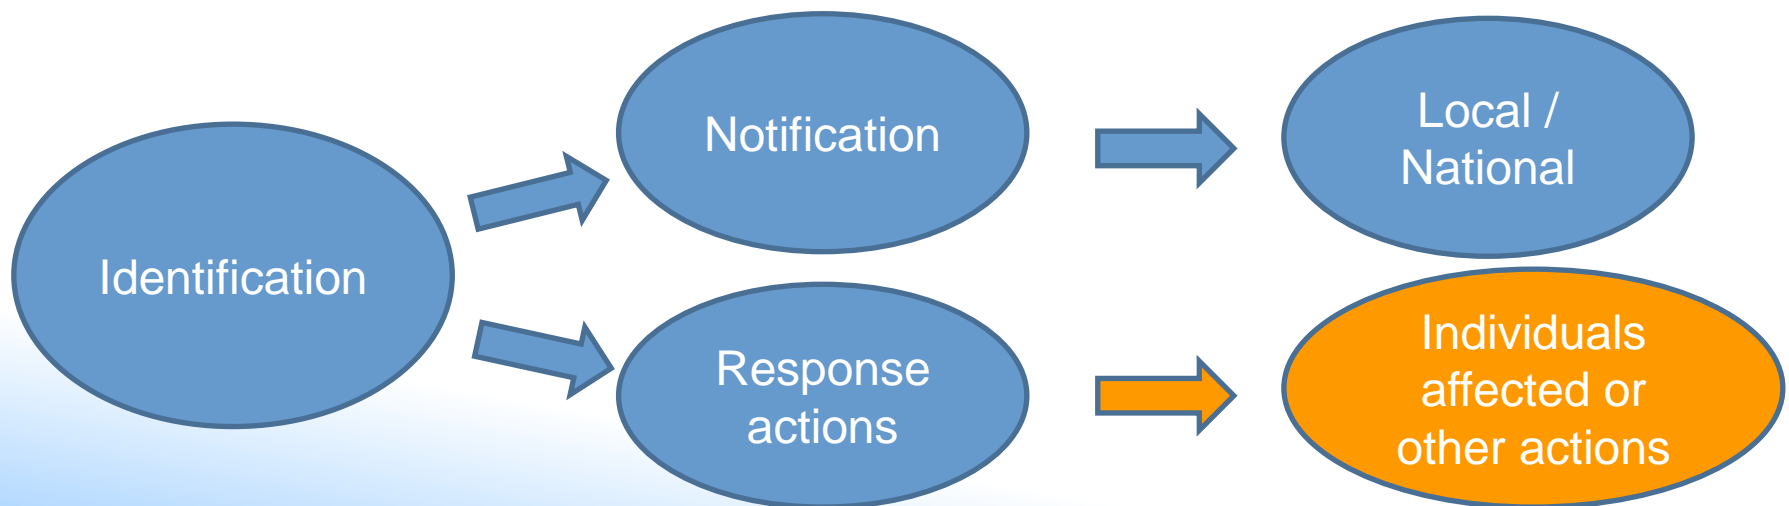 Identification
Notification
Local /
National
Response
actions
Individuals
affected or
other actions